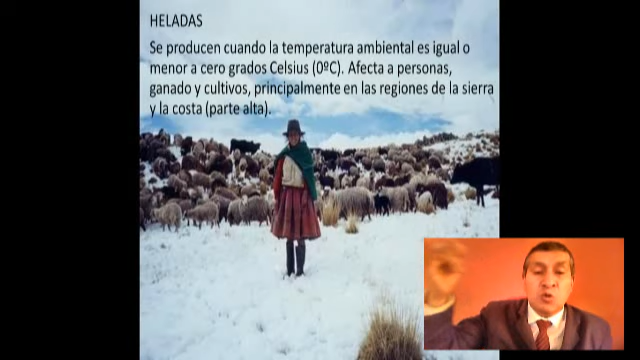 HELADAS
Se producen cuando la temperatura ambiental es igual o
menor a cero grados Celsius (0ºC). Afecta a personas,
ganado y cultivos, principalmente en las regiones de la sierra
y la costa (parte alta).